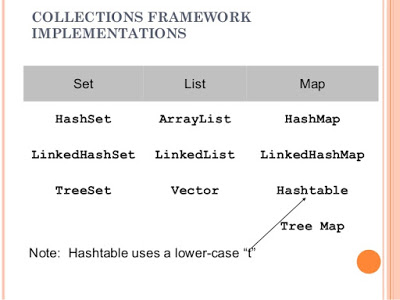 COLLECTIONS FRAMEWORK
IMPLEMENTATIONS
Set List Map
HashSet ArrayList HashMap
LinkedHashSet LinkedList LinkedHashMap
TreeSet Vector Hashtable
Tree Map
Note: Hashtable uses a lower-case “t”